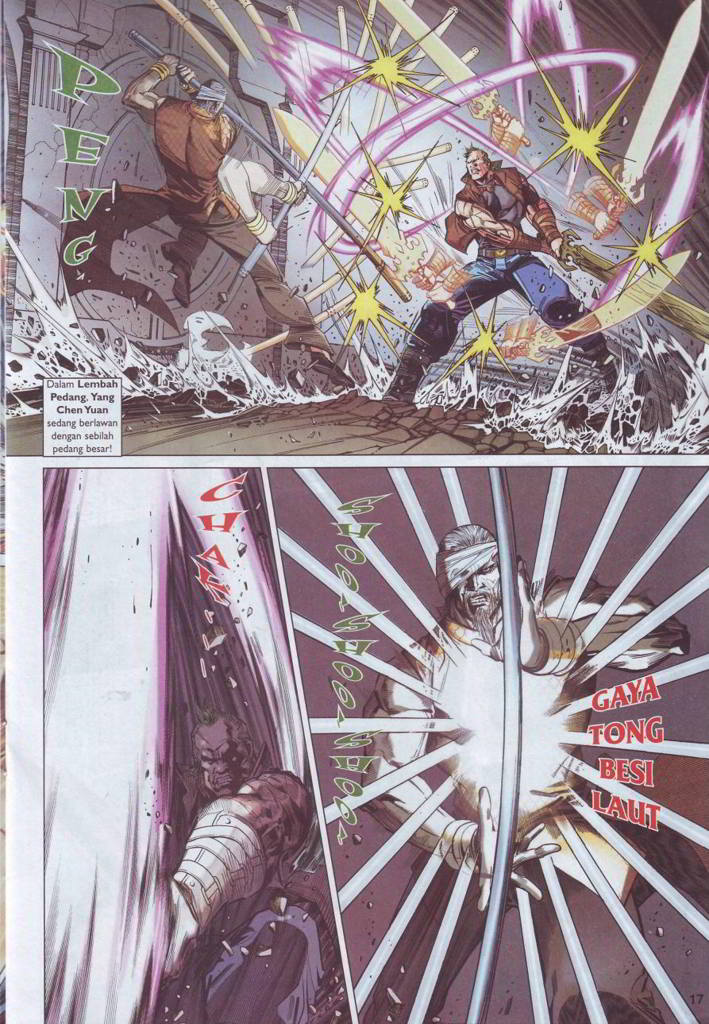 PENG
Dalam Lembah
Pedang, Yang
Chen Yuan
sedang berlawan
dengan sebilah
pedang besar!
CHAK
SHOO! SHOO! SHOO!
GAYA
TONG
BESI
LAUT
17